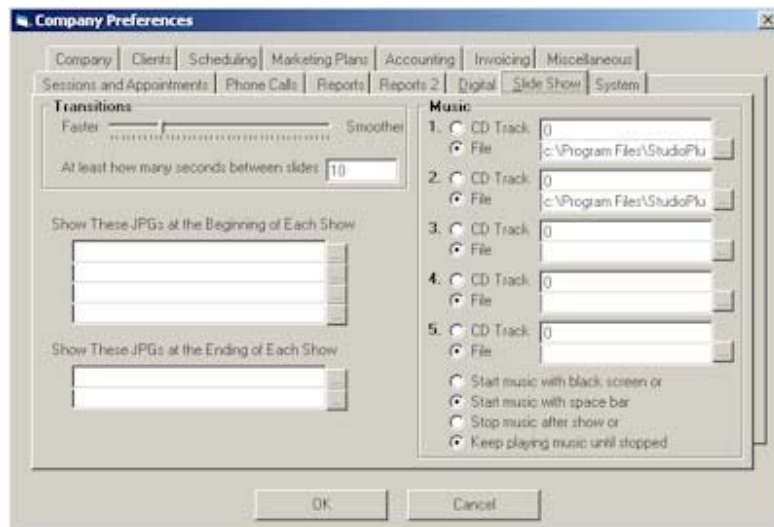 Company Preferences
Company Clients Scheduling Marketing Plans Accounting Invoicing Miscellaneous
Sessions and Appointments Phone Calls Reports Reports 2 Digital Slide Show System
Transitions
Faster Smoother
At least how many seconds between slides 10
Show These JPGs at the Beginning of Each Show
...
...
...
...
Show These JPGs at the Ending of Each Show
...
...
Music
1. CD Track 0
File c:\Program Files\StudioPlu ...
2. CD Track 0
File c:\Program Files\StudioPlu ...
3. CD Track 0
File ...
4. CD Track 0
File ...
5. CD Track 0
File ...
Start music with black screen or
Start music with space bar
Stop music after show or
Keep playing music until stopped
OK Cancel